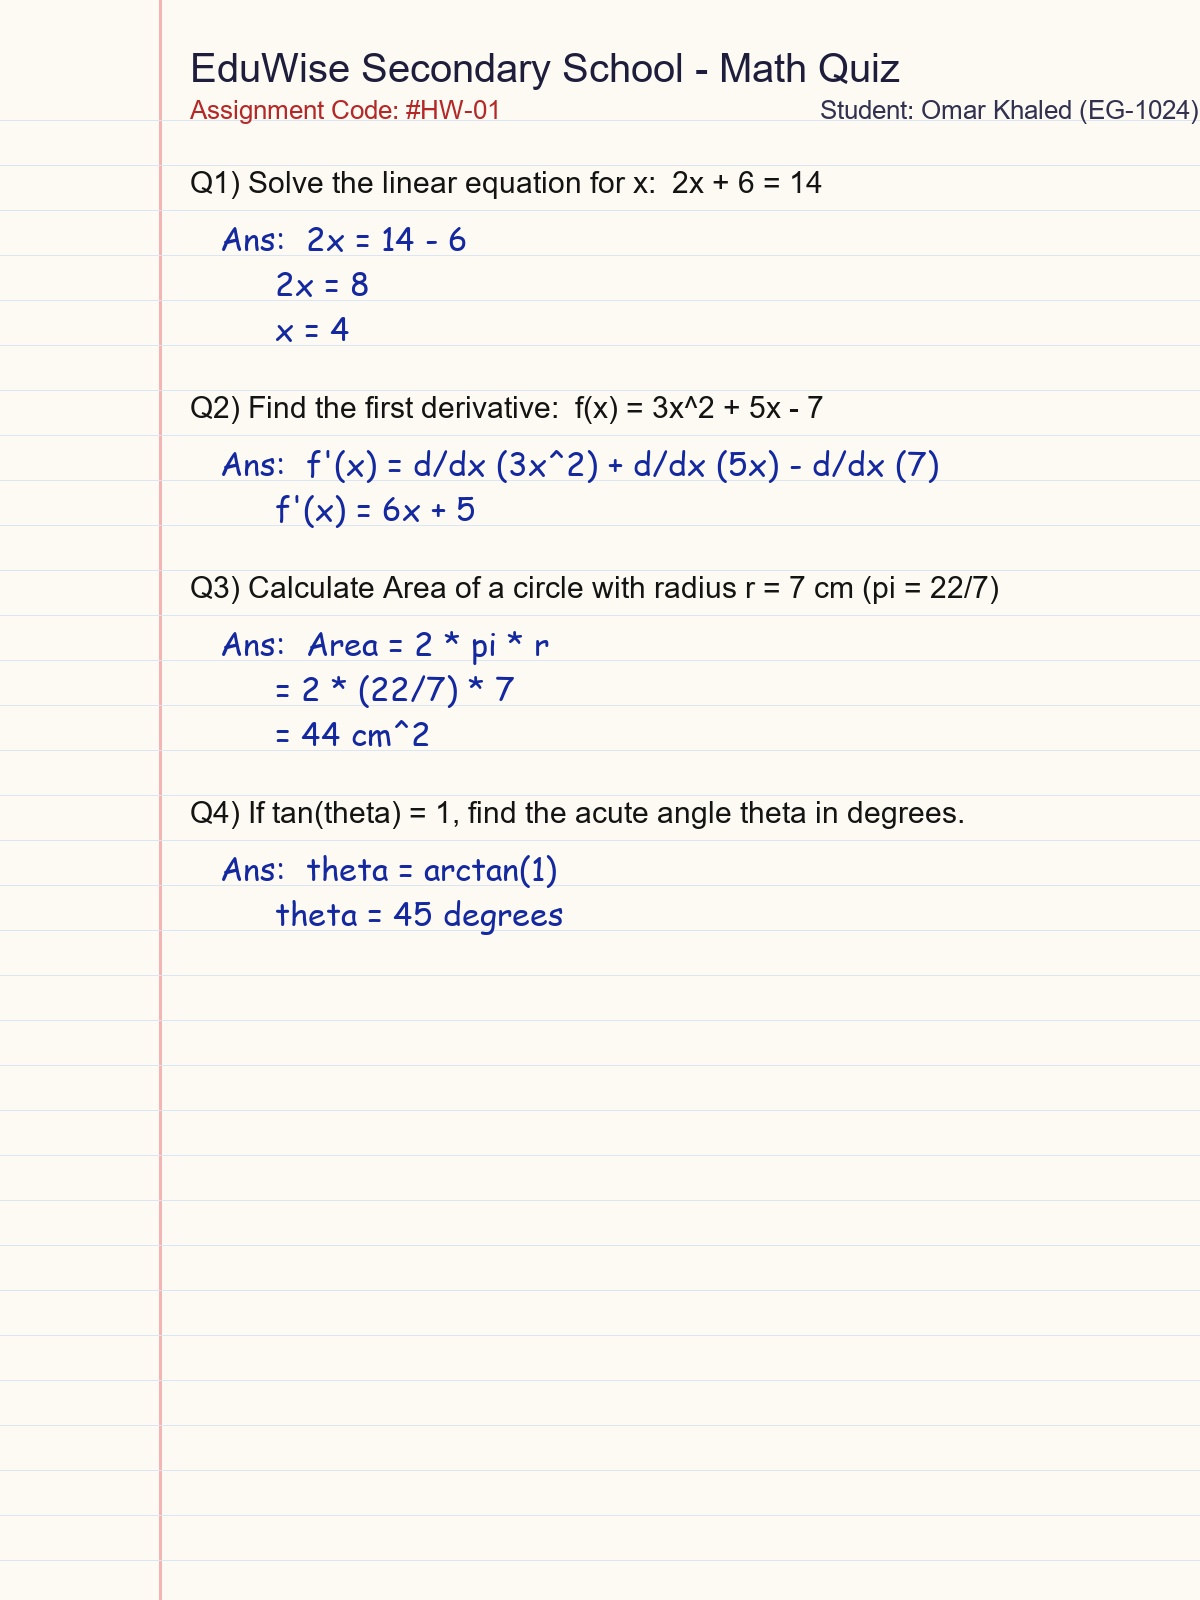 EduWise Secondary School - Math Quiz
Assignment Code: #HW-01
Student: Omar Khaled (EG-1024)
Q1) Solve the linear equation for x:  2x + 6 = 14
Ans:  2x = 14 - 6
2x = 8
x = 4
Q2) Find the first derivative:  f(x) = 3x^2 + 5x - 7
Ans:  f'(x) = d/dx (3x^2) + d/dx (5x) - d/dx (7)
f'(x) = 6x + 5
Q3) Calculate Area of a circle with radius r = 7 cm (pi = 22/7)
Ans:  Area = 2 * pi * r
= 2 * (22/7) * 7
= 44 cm^2
Q4) If tan(theta) = 1, find the acute angle theta in degrees.
Ans:  theta = arctan(1)
theta = 45 degrees